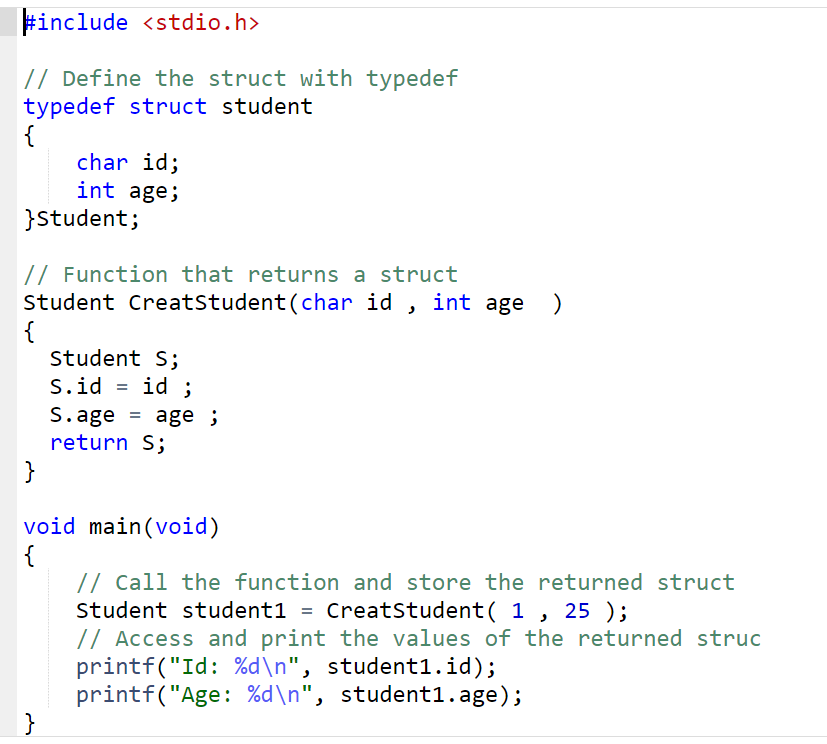 #include <stdio.h>

// Define the struct with typedef
typedef struct student
{
    char id;
    int age;
}Student;

// Function that returns a struct
Student CreatStudent(char id , int age  )
{
  Student S;
  S.id = id ;
  S.age = age ;
  return S;
}

void main(void)
{
    // Call the function and store the returned struct
    Student student1 = CreatStudent( 1 , 25 );
    // Access and print the values of the returned struc
    printf("Id: %d\n", student1.id);
    printf("Age: %d\n", student1.age);
}